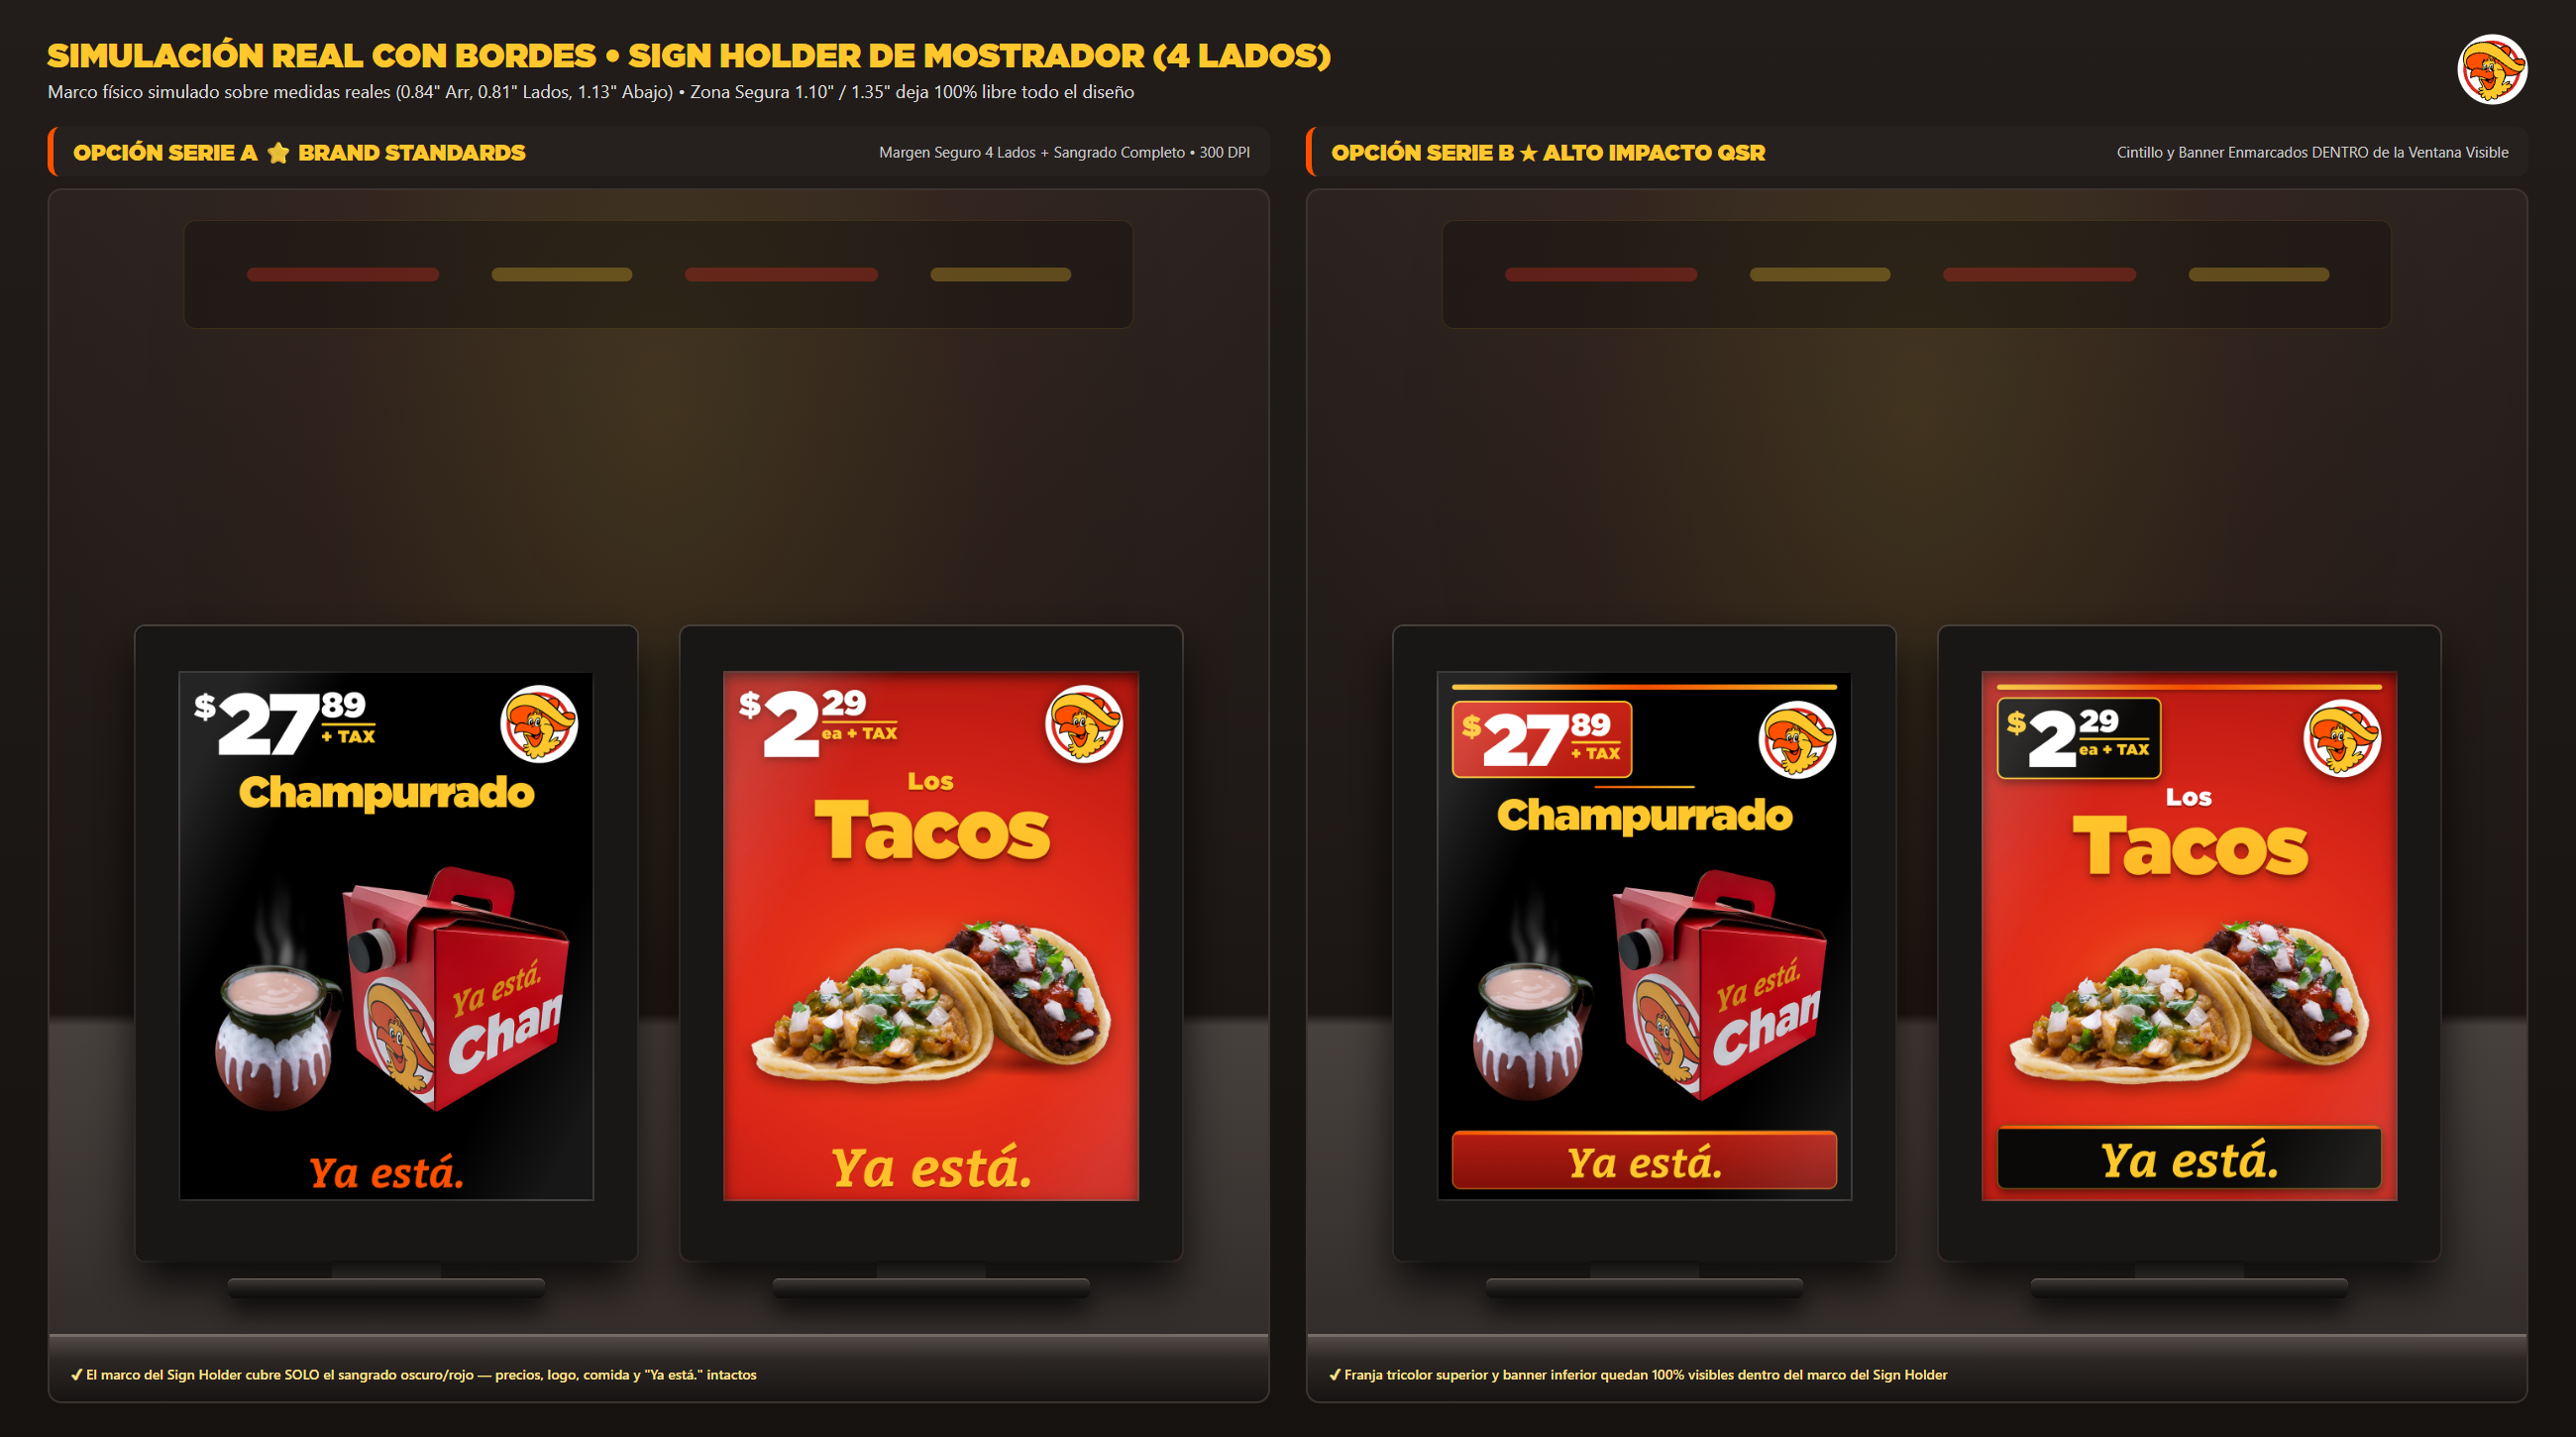 SIMULACIÓN REAL CON BORDES • SIGN HOLDER DE MOSTRADOR (4 LADOS)
Marco físico simulado sobre medidas reales (0.84" Arr, 0.81" Lados, 1.13" Abajo) • Zona Segura 1.10" / 1.35" deja 100% libre todo el diseño
OPCIÓN SERIE A ⭐ BRAND STANDARDS
Margen Seguro 4 Lados + Sangrado Completo • 300 DPI
$27 89
+ TAX
Champurrado
Ya está.
Chan
Ya está.
$2 29
ea + TAX
Los
Tacos
Ya está.
✓ El marco del Sign Holder cubre SOLO el sangrado oscuro/rojo — precios, logo, comida y "Ya está." intactos
OPCIÓN SERIE B ★ ALTO IMPACTO QSR
Cintillo y Banner Enmarcados DENTRO de la Ventana Visible
$27 89
+ TAX
Champurrado
Ya está.
Chan
Ya está.
$2 29
ea + TAX
Los
Tacos
Ya está.
✓ Franja tricolor superior y banner inferior quedan 100% visibles dentro del marco del Sign Holder